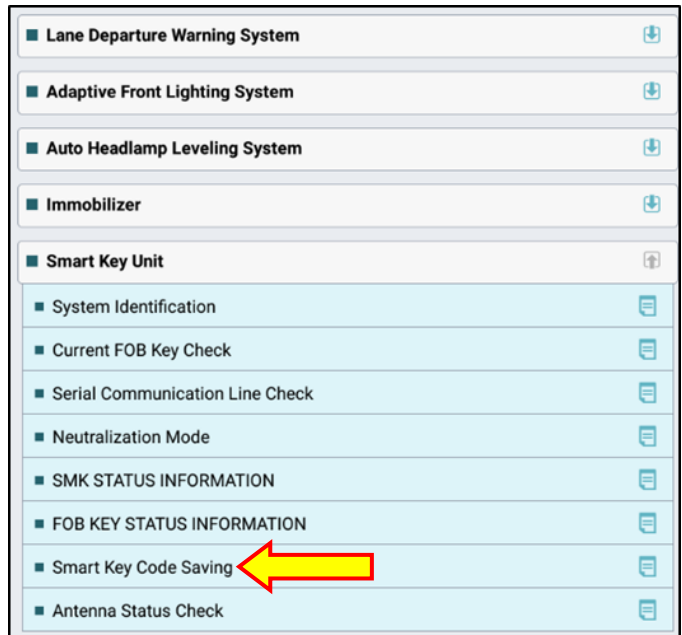 Lane Departure Warning System
Adaptive Front Lighting System
Auto Headlamp Leveling System
Immobilizer
Smart Key Unit
System Identification
Current FOB Key Check
Serial Communication Line Check
Neutralization Mode
SMK STATUS INFORMATION
FOB KEY STATUS INFORMATION
Smart Key Code Saving
Antenna Status Check